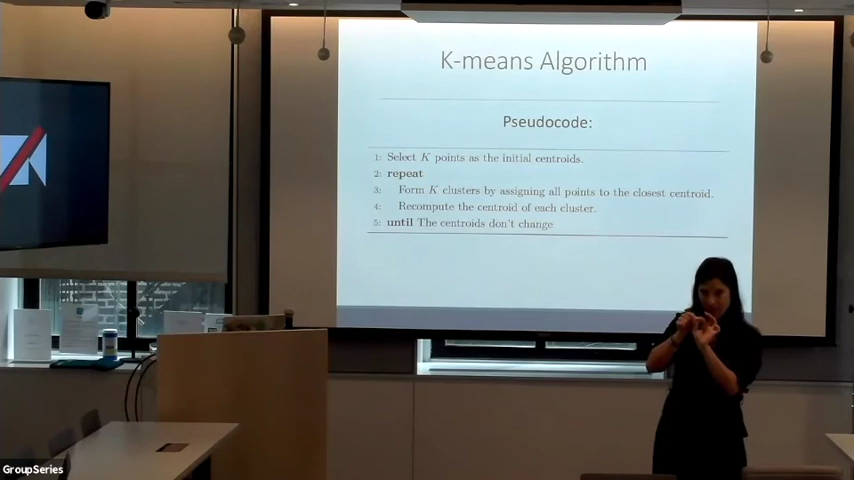 K-means Algorithm
Pseudocode:
1: Select K points as the initial centroids.
2: repeat
3: Form K clusters by assigning all points to the closest centroid.
4: Recompute the centroid of each cluster.
5: until The centroids don't change
GroupSeries